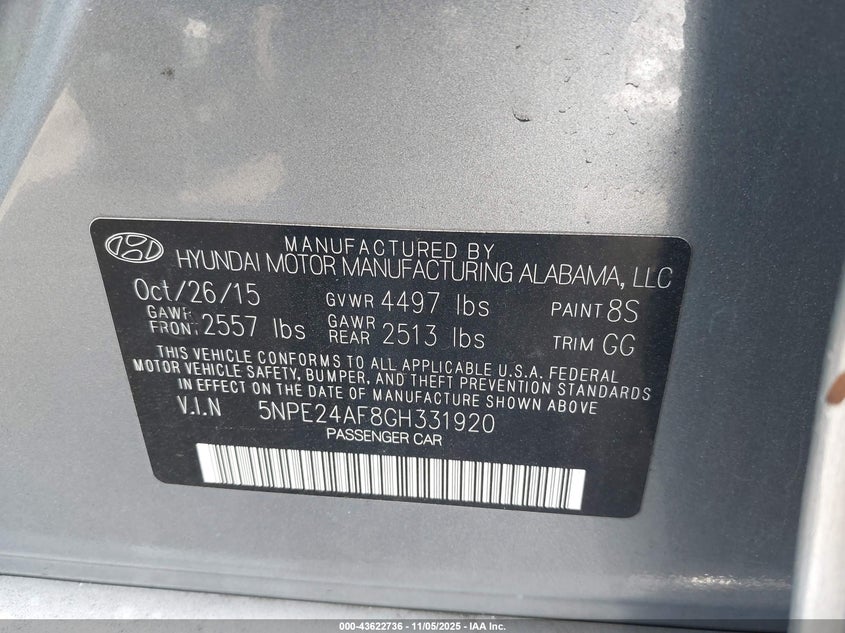 MANUFACTURED BY
HYUNDAI MOTOR MANUFACTURING ALABAMA, LLC
Oct/26/15 GVWR 4497 lbs PAINT 8S
GAWR FRONT 2557 lbs GAWR REAR 2513 lbs TRIM GG
THIS VEHICLE CONFORMS TO ALL APPLICABLE U.S.A. FEDERAL
MOTOR VEHICLE SAFETY, BUMPER, AND THEFT PREVENTION STANDARDS
IN EFFECT ON THE DATE OF MANUFACTURE SHOWN ABOVE
V.I.N 5NPE24AF8GH331920
PASSENGER CAR
000-43622736 - 11/05/2025 - IAA Inc.